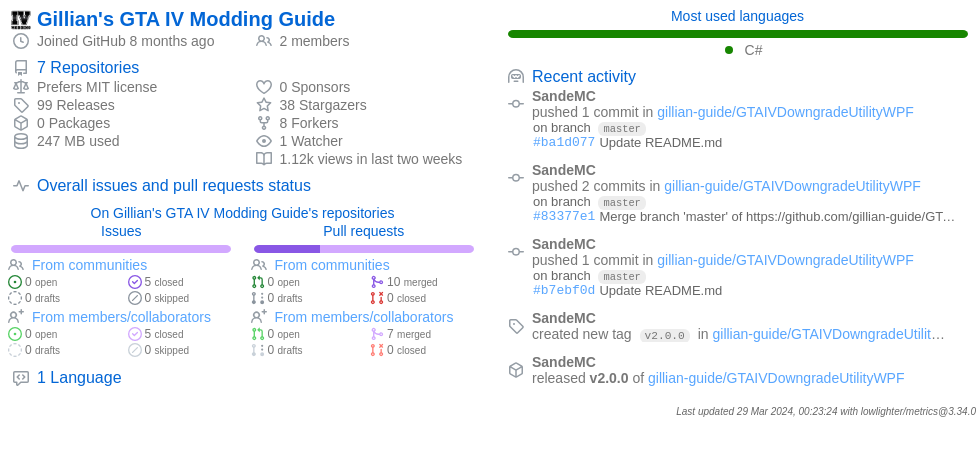 Gillian's GTA IV Modding Guide
Joined GitHub 8 months ago
2 members
7 Repositories
Prefers MIT license
0 Sponsors
99 Releases
38 Stargazers
0 Packages
8 Forkers
247 MB used
1 Watcher
1.12k views in last two weeks
Overall issues and pull requests status
On Gillian's GTA IV Modding Guide's repositories
Issues
Pull requests
From communities
0 open
5 closed
0 drafts
0 skipped
From communities
0 open
10 merged
0 drafts
0 closed
From members/collaborators
0 open
5 closed
0 drafts
0 skipped
From members/collaborators
0 open
7 merged
0 drafts
0 closed
1 Language
Most used languages
C#
Recent activity
SandeMC
pushed 1 commit in gillian-guide/GTAIVDowngradeUtilityWPF
on branch master
#ba1d077 Update README.md
SandeMC
pushed 2 commits in gillian-guide/GTAIVDowngradeUtilityWPF
on branch master
#83377e1 Merge branch 'master' of https://github.com/gillian-guide/GT…
SandeMC
pushed 1 commit in gillian-guide/GTAIVDowngradeUtilityWPF
on branch master
#b7ebf0d Update README.md
SandeMC
created new tag v2.0.0 in gillian-guide/GTAIVDowngradeUtilit…
SandeMC
released v2.0.0 of gillian-guide/GTAIVDowngradeUtilityWPF
Last updated 29 Mar 2024, 00:23:24 with lowlighter/metrics@3.34.0